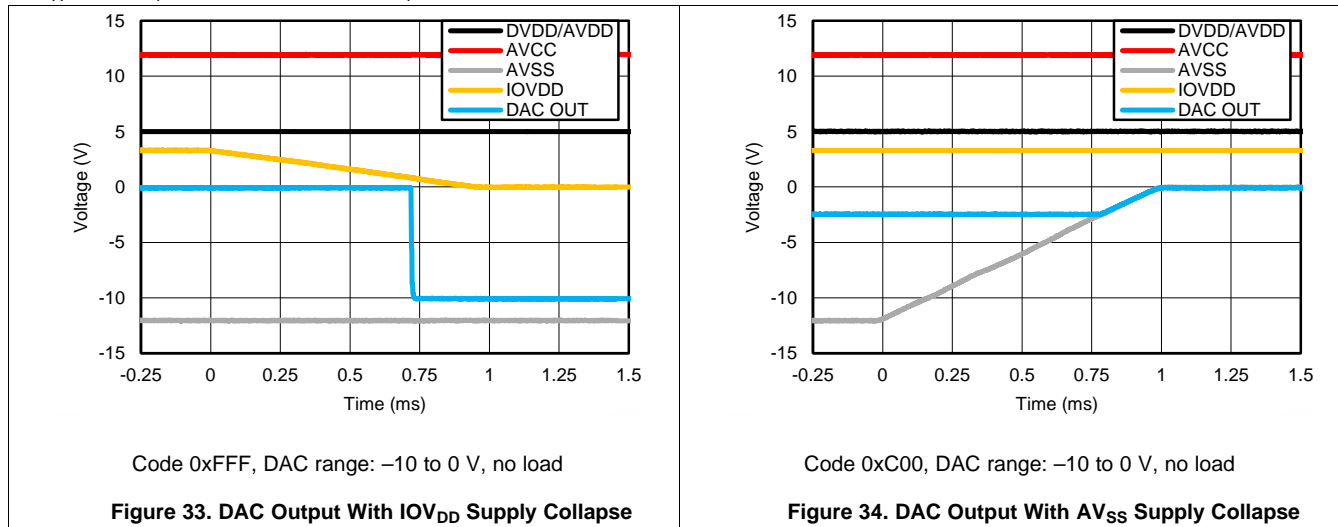 15
10
5
0
-5
-10
-15
Voltage (V)
DVDD/AVDD
AVCC
AVSS
IOVDD
DAC OUT
-0.25 0 0.25 0.5 0.75 1 1.25 1.5
Time (ms)
Code 0xFFF, DAC range: –10 to 0 V, no load
Figure 33. DAC Output With IOVDD Supply Collapse
15
10
5
0
-5
-10
-15
Voltage (V)
DVDD/AVDD
AVCC
AVSS
IOVDD
DAC OUT
-0.25 0 0.25 0.5 0.75 1 1.25 1.5
Time (ms)
Code 0xC00, DAC range: –10 to 0 V, no load
Figure 34. DAC Output With AVSS Supply Collapse